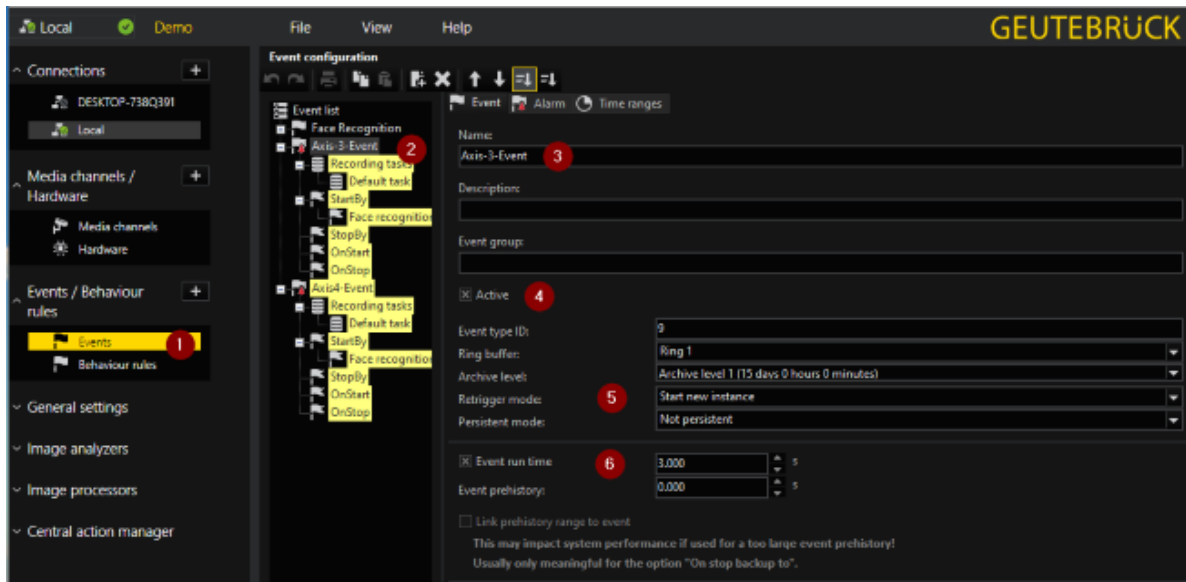 Local Demo File View Help GEUTEBRÜCK
Connections +
DESKTOP-738Q391
Local
Media channels / +
Hardware
Media channels
Hardware
Events / Behaviour +
rules
Events 1
Behaviour rules
General settings
Image analyzers
Image processors
Central action manager
Event configuration
Event list
Face Recognition
Axis-3-Event 2
Recording tasks
Default task
StartBy
Face recognition
StopBy
OnStart
OnStop
Axis4-Event
Recording tasks
Default task
StartBy
Face recognition
StopBy
OnStart
OnStop
Event Alarm Time ranges
Name:
Axis-3-Event 3
Description:
Event group:
Active 4
Event type ID: 9
Ring buffer: Ring 1
Archive level: Archive level 1 (15 days 0 hours 0 minutes)
Retrigger mode: 5 Start new instance
Persistent mode: Not persistent
Event run time 6 3.000 s
Event prehistory: 0.000 s
Link prehistory range to event
This may impact system performance if used for a too large event prehistory!
Usually only meaningful for the option "On stop backup to".